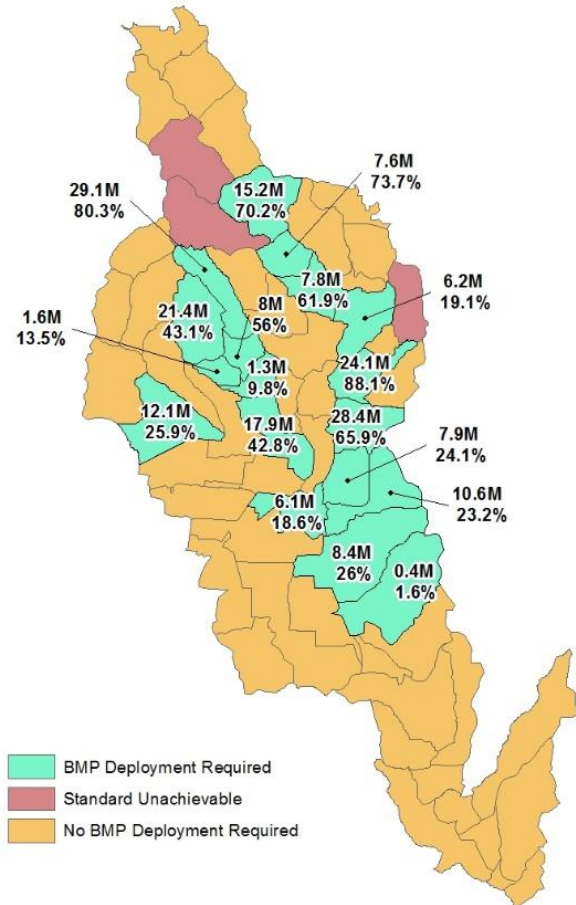 7.6M
73.7%
29.1M
80.3%
15.2M
70.2%
7.8M
61.9%
6.2M
19.1%
8M
56%
21.4M
43.1%
1.6M
13.5%
1.3M
9.8%
24.1M
88.1%
12.1M
25.9%
17.9M
42.8%
28.4M
65.9%
7.9M
24.1%
10.6M
23.2%
6.1M
18.6%
8.4M
26%
0.4M
1.6%
BMP Deployment Required
Standard Unachievable
No BMP Deployment Required